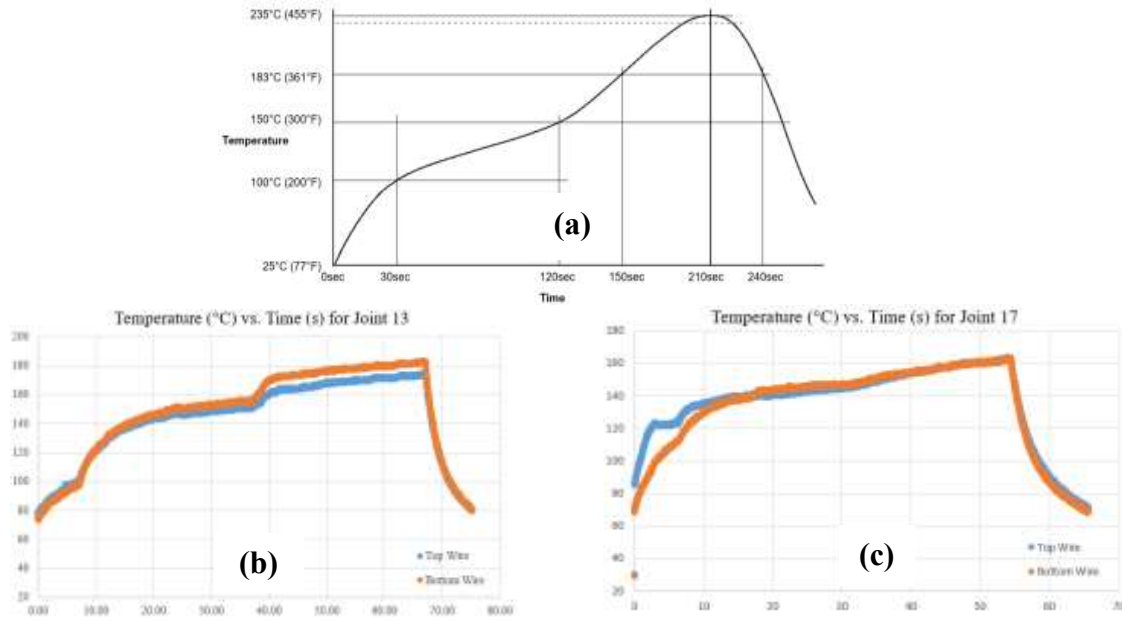 235°C (455°F)
183°C (361°F)
150°C (300°F)
Temperature
100°C (200°F)
(a)
25°C (77°F)
0sec 30sec 120sec 150sec 210sec 240sec
Time
Temperature (°C) vs. Time (s) for Joint 13
200
180
160
140
120
100
80
60
40
20
0.00 10.00 20.00 30.00 40.00 50.00 60.00 70.00 80.00
(b)
Top Wire
Bottom Wire
Temperature (°C) vs. Time (s) for Joint 17
180
160
140
120
100
80
60
40
20
0 10 20 30 40 50 60 70
(c)
Top Wire
Bottom Wire